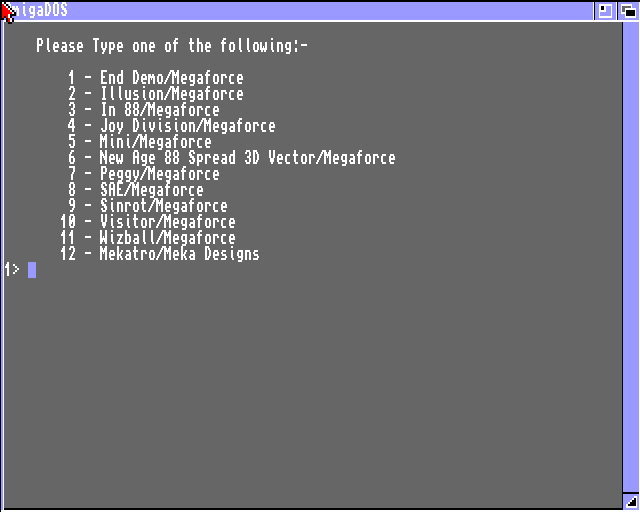 migaDOS
Please Type one of the following:-
1 - End Demo/Megaforce
2 - Illusion/Megaforce
3 - In 88/Megaforce
4 - Joy Division/Megaforce
5 - Mini/Megaforce
6 - New Age 88 Spread 3D Vector/Megaforce
7 - Peggy/Megaforce
8 - SAE/Megaforce
9 - Sinrot/Megaforce
10 - Visitor/Megaforce
11 - Wizball/Megaforce
12 - Mekatro/Meka Designs
1>